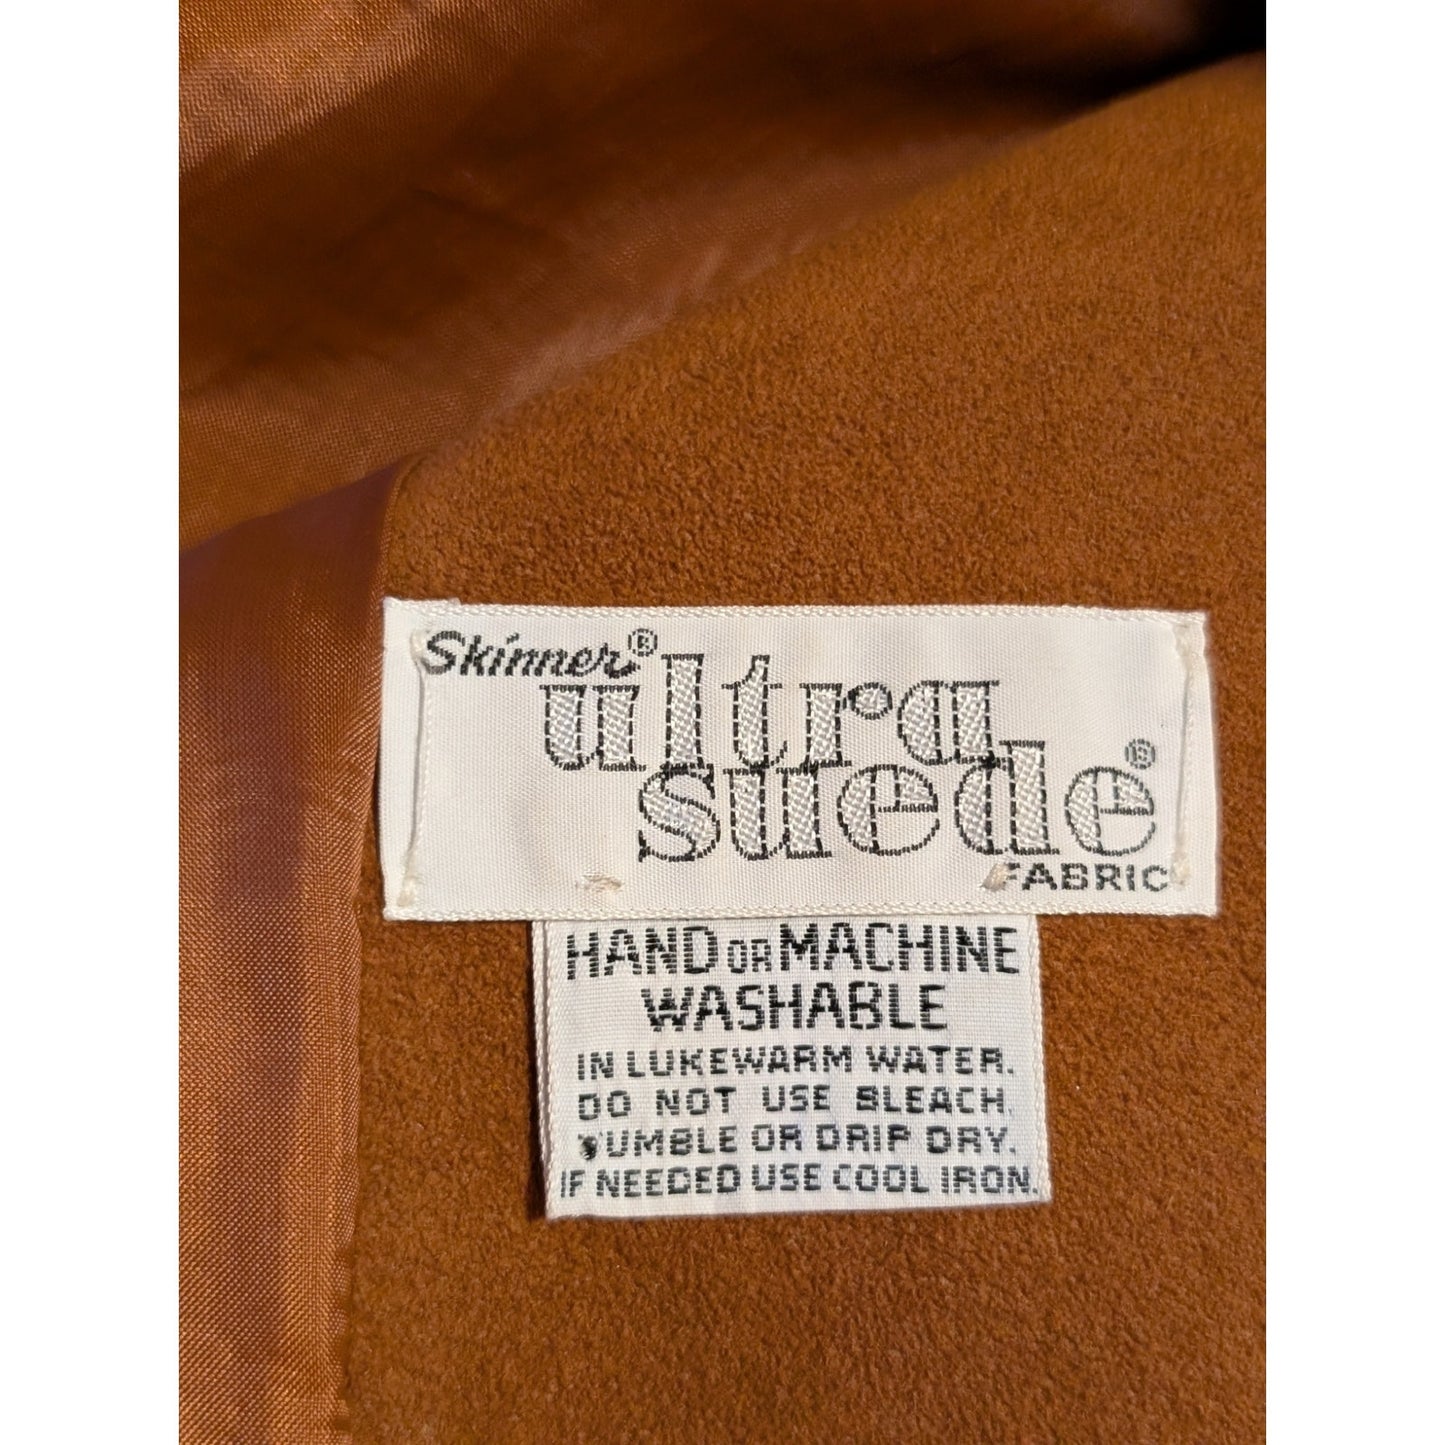 Skinner®
ultra
suede®
FABRIC
HAND OR MACHINE
WASHABLE
IN LUKEWARM WATER.
DO NOT USE BLEACH.
TUMBLE OR DRIP DRY.
IF NEEDED USE COOL IRON.